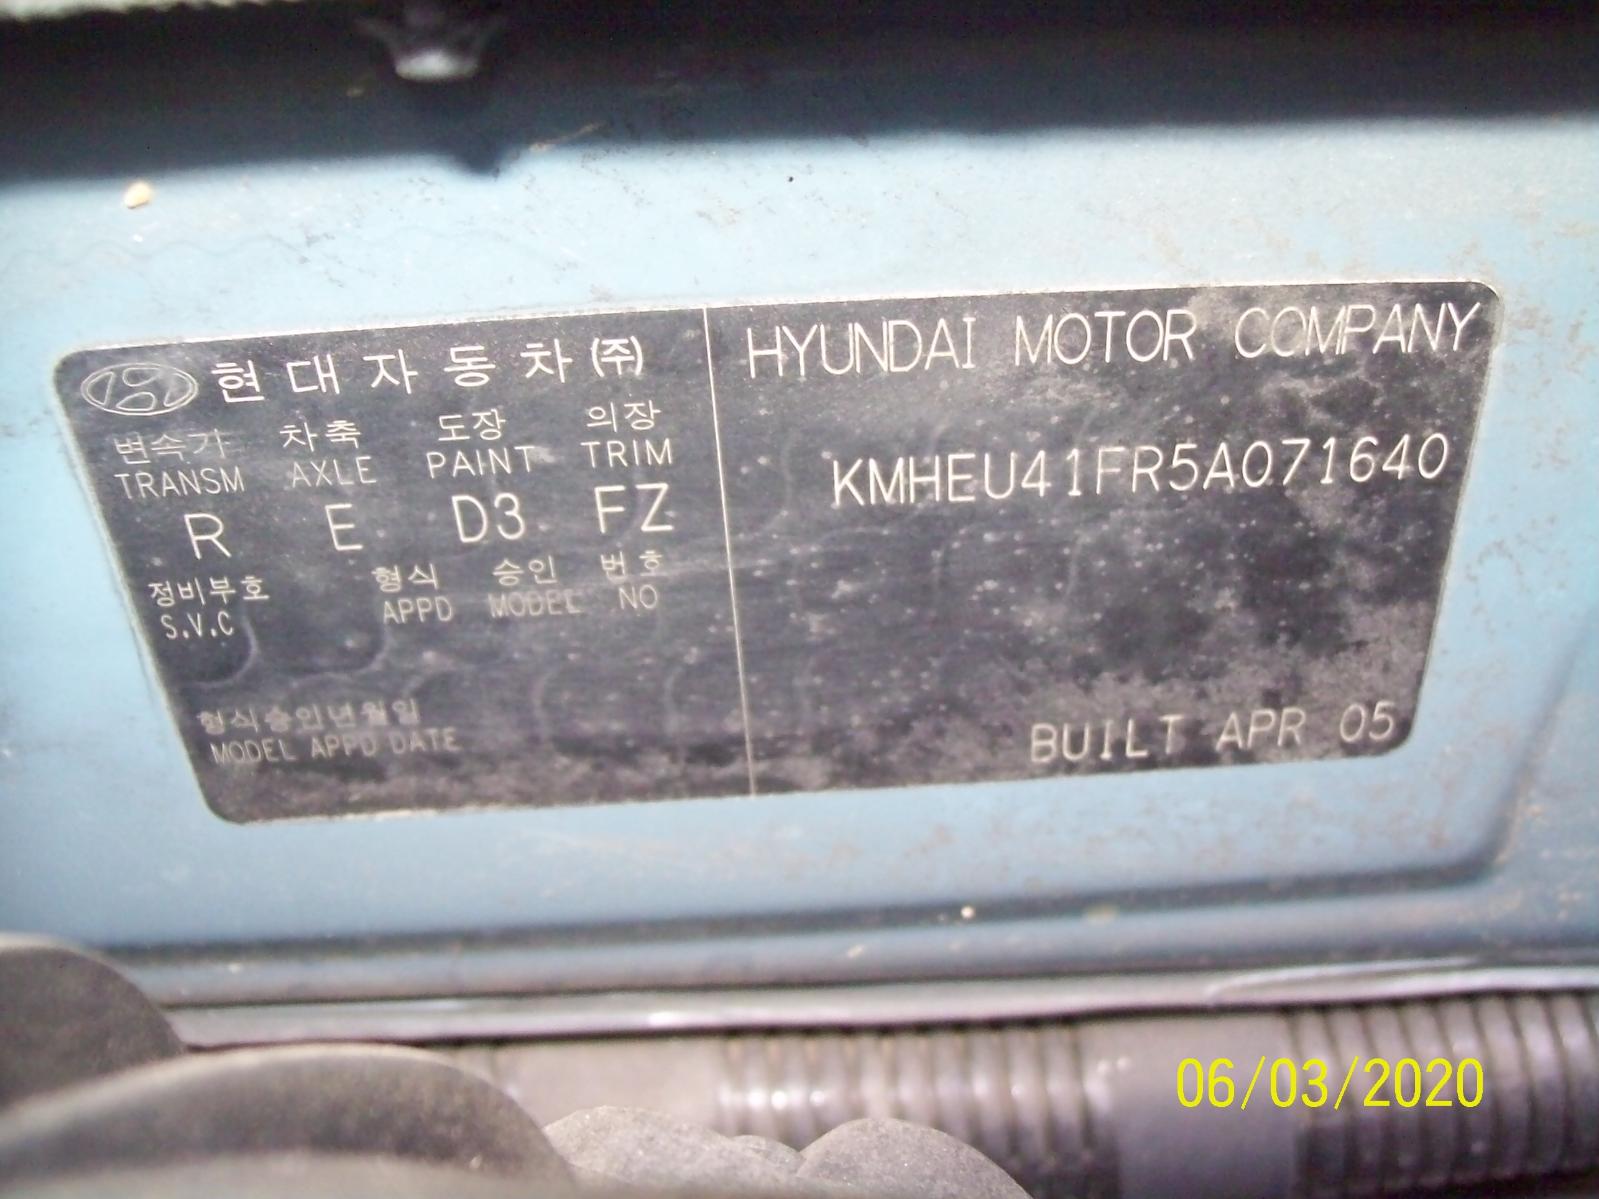 현대자동차(주)
변속기 차축 도장 의장
TRANSM AXLE PAINT TRIM
R E D3 FZ
정비부호 형식 승인 번호
S.V.C APPD MODEL NO
형식승인년월일
MODEL APPD DATE
HYUNDAI MOTOR COMPANY
KMHEU41FR5A071640
BUILT APR 05
06/03/2020